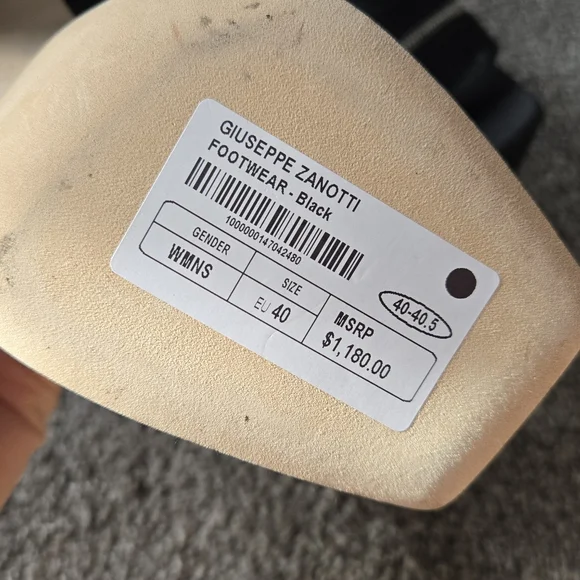 GIUSEPPE ZANOTTI
FOOTWEAR - Black
1000000147042480
GENDER
WMNS
SIZE
EU 40
40-40.5
MSRP
$1,180.00